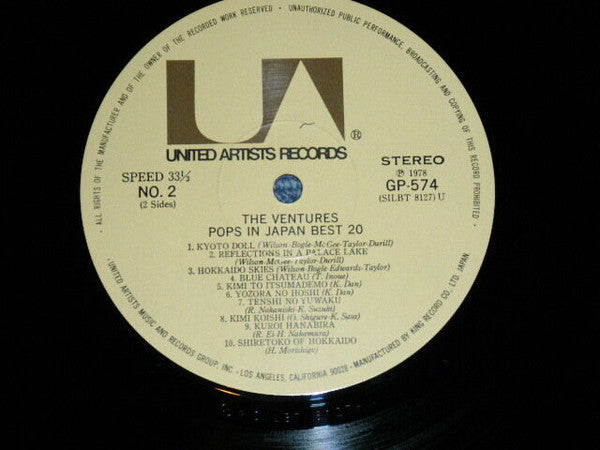 · ALL RIGHTS OF THE MANUFACTURER AND OF THE OWNER OF THE RECORDED WORK RESERVED · UNAUTHORIZED PUBLIC PERFORMANCE, BROADCASTING AND COPYING OF THIS RECORD PROHIBITED ·
UA
®
UNITED ARTISTS RECORDS
SPEED 33⅓
NO. 2
(2 Sides)
STEREO
Ⓟ 1978
GP-574
(SILBT 8127) U
THE VENTURES
POPS IN JAPAN BEST 20
1. KYOTO DOLL (Wilson-Bogle-McGee-Taylor-Durill)
2. REFLECTIONS IN A PALACE LAKE
(Wilson-McGee-Taylor-Durill)
3. HOKKAIDO SKIES (Wilson-Bogle-Edwards-Taylor)
4. BLUE CHATEAU (T. Inoue)
5. KIMI TO ITSUMADEMO (K. Dan)
6. YOZORA NO HOSHI (K. Dan)
7. TENSHI NO YUWAKU
(R. Nakanshi-K. Suzuki)
8. KIMI KOISHI (O. Shigure-K. Sasa)
9. KUROI HANABIRA
(R. Ei-H. Nakamura)
10. SHIRETOKO OF HOKKAIDO
(H. Morishige)
· UNITED ARTISTS MUSIC AND RECORDS GROUP, INC · LOS ANGELES, CALIFORNIA 90028 · MANUFACTURED BY KING RECORD CO. LTD. JAPAN